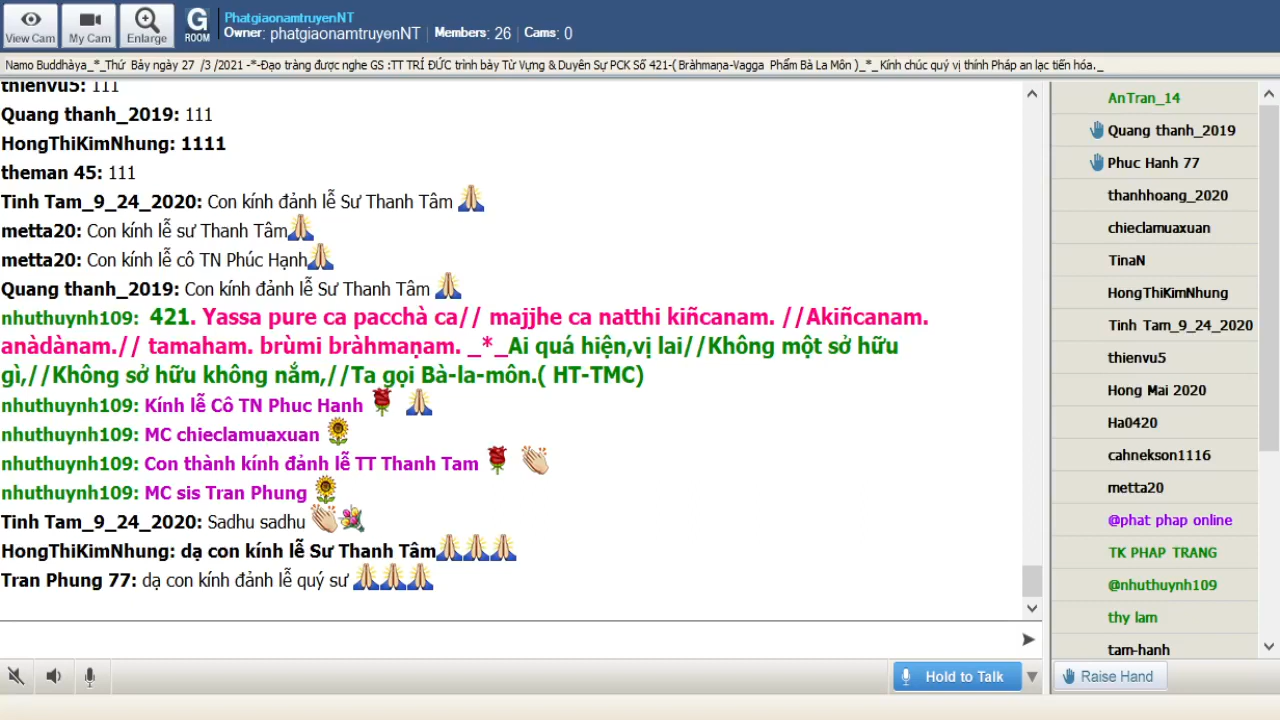 PhatgiaonamtruyenNT
Owner: phatgiaonamtruyenNT | Members: 26 | Cams: 0
View Cam
My Cam
Enlarge
G ROOM
Namo Buddhàya_*_Thứ Bảy ngày 27 /3 /2021 -*-Đạo tràng được nghe GS :TT TRÍ ĐỨC trình bày Từ Vựng & Duyên Sự PCK Số 421-( Bràhmaṇa-Vagga Phẩm Bà La Môn )_*_ Kính chúc quý vị thính Pháp an lạc tiến hóa._
thienvu5: 111
Quang thanh_2019: 111
HongThiKimNhung: 1111
theman 45: 111
Tinh Tam_9_24_2020: Con kính đảnh lễ Sư Thanh Tâm
metta20: Con kính lễ sư Thanh Tâm
metta20: Con kính lễ cô TN Phúc Hạnh
Quang thanh_2019: Con kính đảnh lễ Sư Thanh Tâm
nhuthuynh109: 421. Yassa pure ca pacchà ca// majjhe ca natthi kiñcanam. //Akiñcanam.
anàdànam.// tamaham. brùmi bràhmaṇam. _*_Ai quá hiện,vị lai//Không một sở hữu
gì,//Không sở hữu không nắm,//Ta gọi Bà-la-môn.( HT-TMC)
nhuthuynh109: Kính lễ Cô TN Phuc Hanh
nhuthuynh109: MC chieclamuaxuan
nhuthuynh109: Con thành kính đảnh lễ TT Thanh Tam
nhuthuynh109: MC sis Tran Phung
Tinh Tam_9_24_2020: Sadhu sadhu
HongThiKimNhung: dạ con kính lễ Sư Thanh Tâm
Tran Phung 77: dạ con kính đảnh lễ quý sư
Hold to Talk
AnTran_14
Quang thanh_2019
Phuc Hanh 77
thanhhoang_2020
chieclamuaxuan
TinaN
HongThiKimNhung
Tinh Tam_9_24_2020
thienvu5
Hong Mai 2020
Ha0420
cahnekson1116
metta20
@phat phap online
TK PHAP TRANG
@nhuthuynh109
thy lam
tam-hanh
Raise Hand